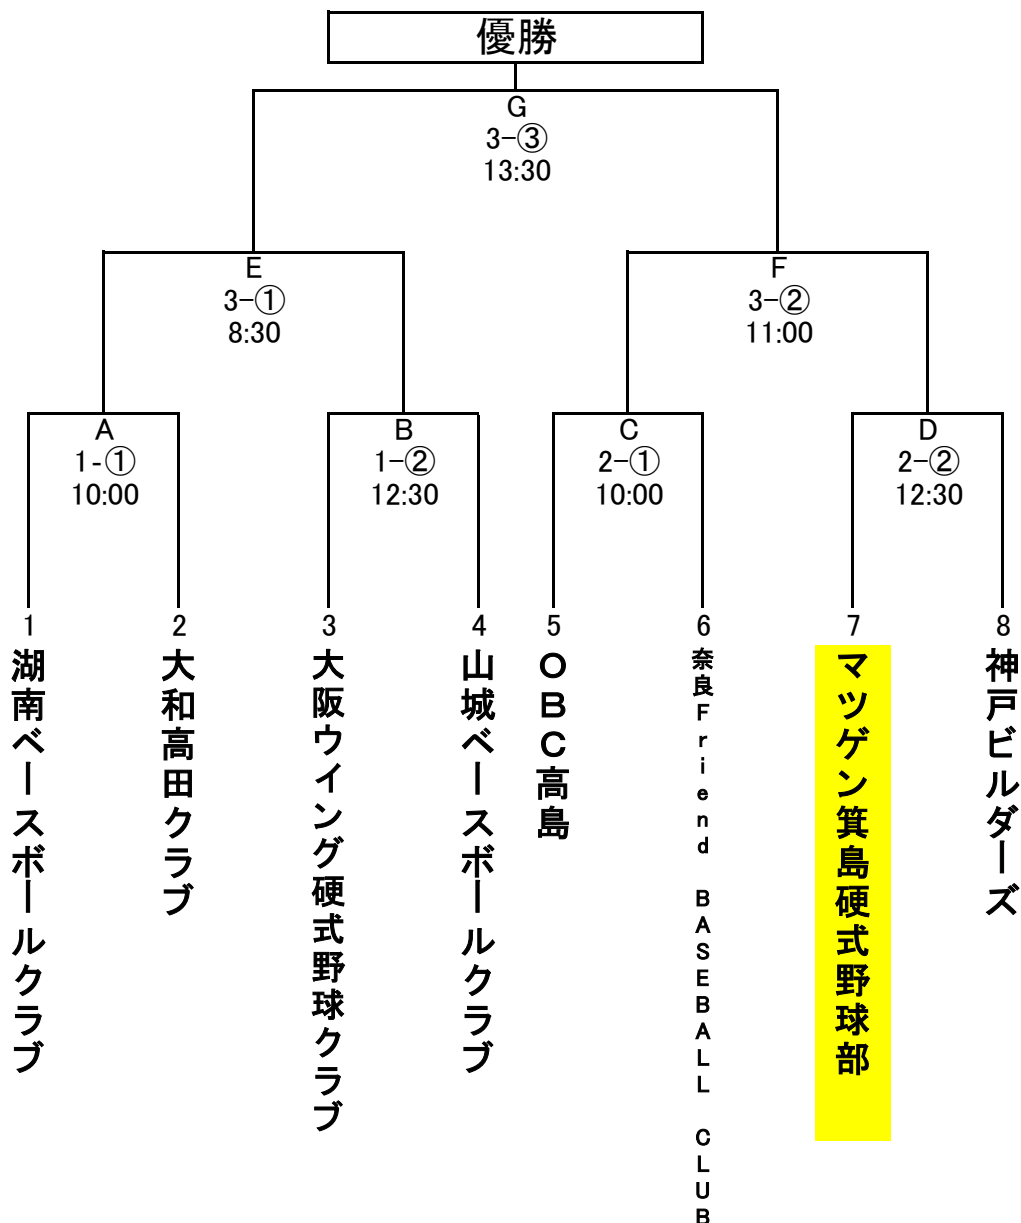 優勝
G
3-③
13:30
E
3-①
8:30
F
3-②
11:00
A
1-①
10:00
B
1-②
12:30
C
2-①
10:00
D
2-②
12:30
1
湖南ベースボールクラブ
2
大和高田クラブ
3
大阪ウイング硬式野球クラブ
4
山城ベースボールクラブ
5
OBC高島
6
奈良Friend BASEBALL CLUB
7
マツゲン箕島硬式野球部
8
神戸ビルダーズ